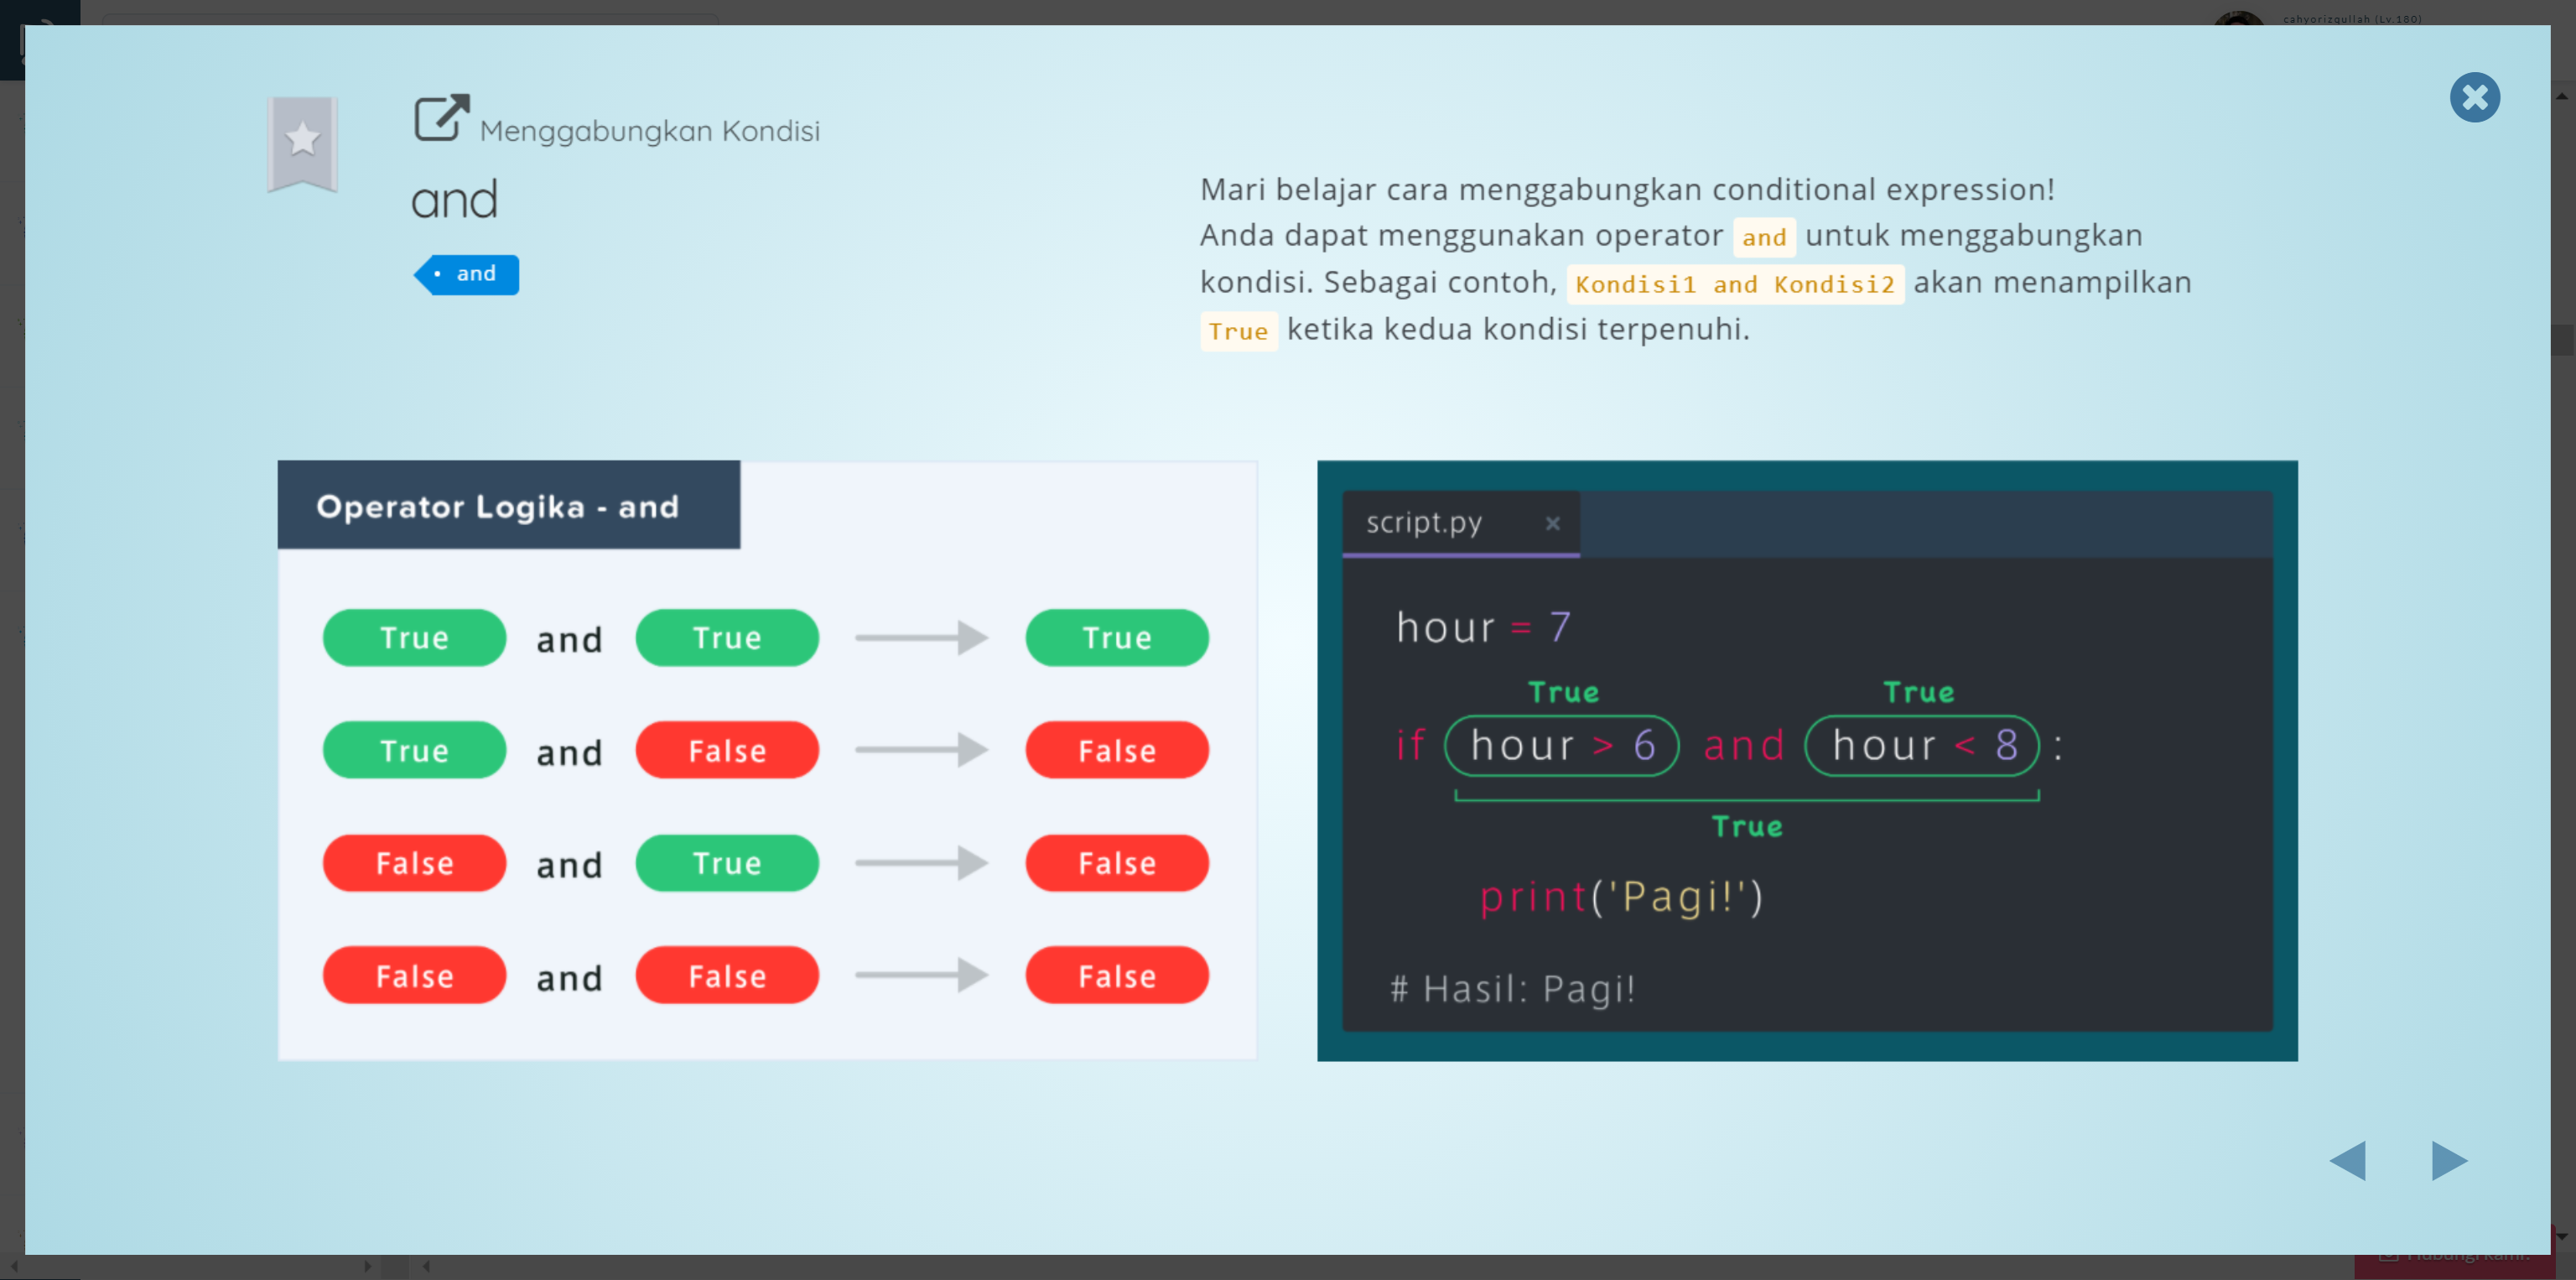 cahyorizqullah (Lv.180)
Menggabungkan Kondisi
and
and
Mari belajar cara menggabungkan conditional expression!
Anda dapat menggunakan operator and untuk menggabungkan
kondisi. Sebagai contoh, Kondisi1 and Kondisi2 akan menampilkan
True ketika kedua kondisi terpenuhi.
Operator Logika - and
True and True True
True and False False
False and True False
False and False False
script.py ×
hour = 7
True True
if hour > 6 and hour < 8 :
True
print('Pagi!')
# Hasil: Pagi!
Hubungi kami!